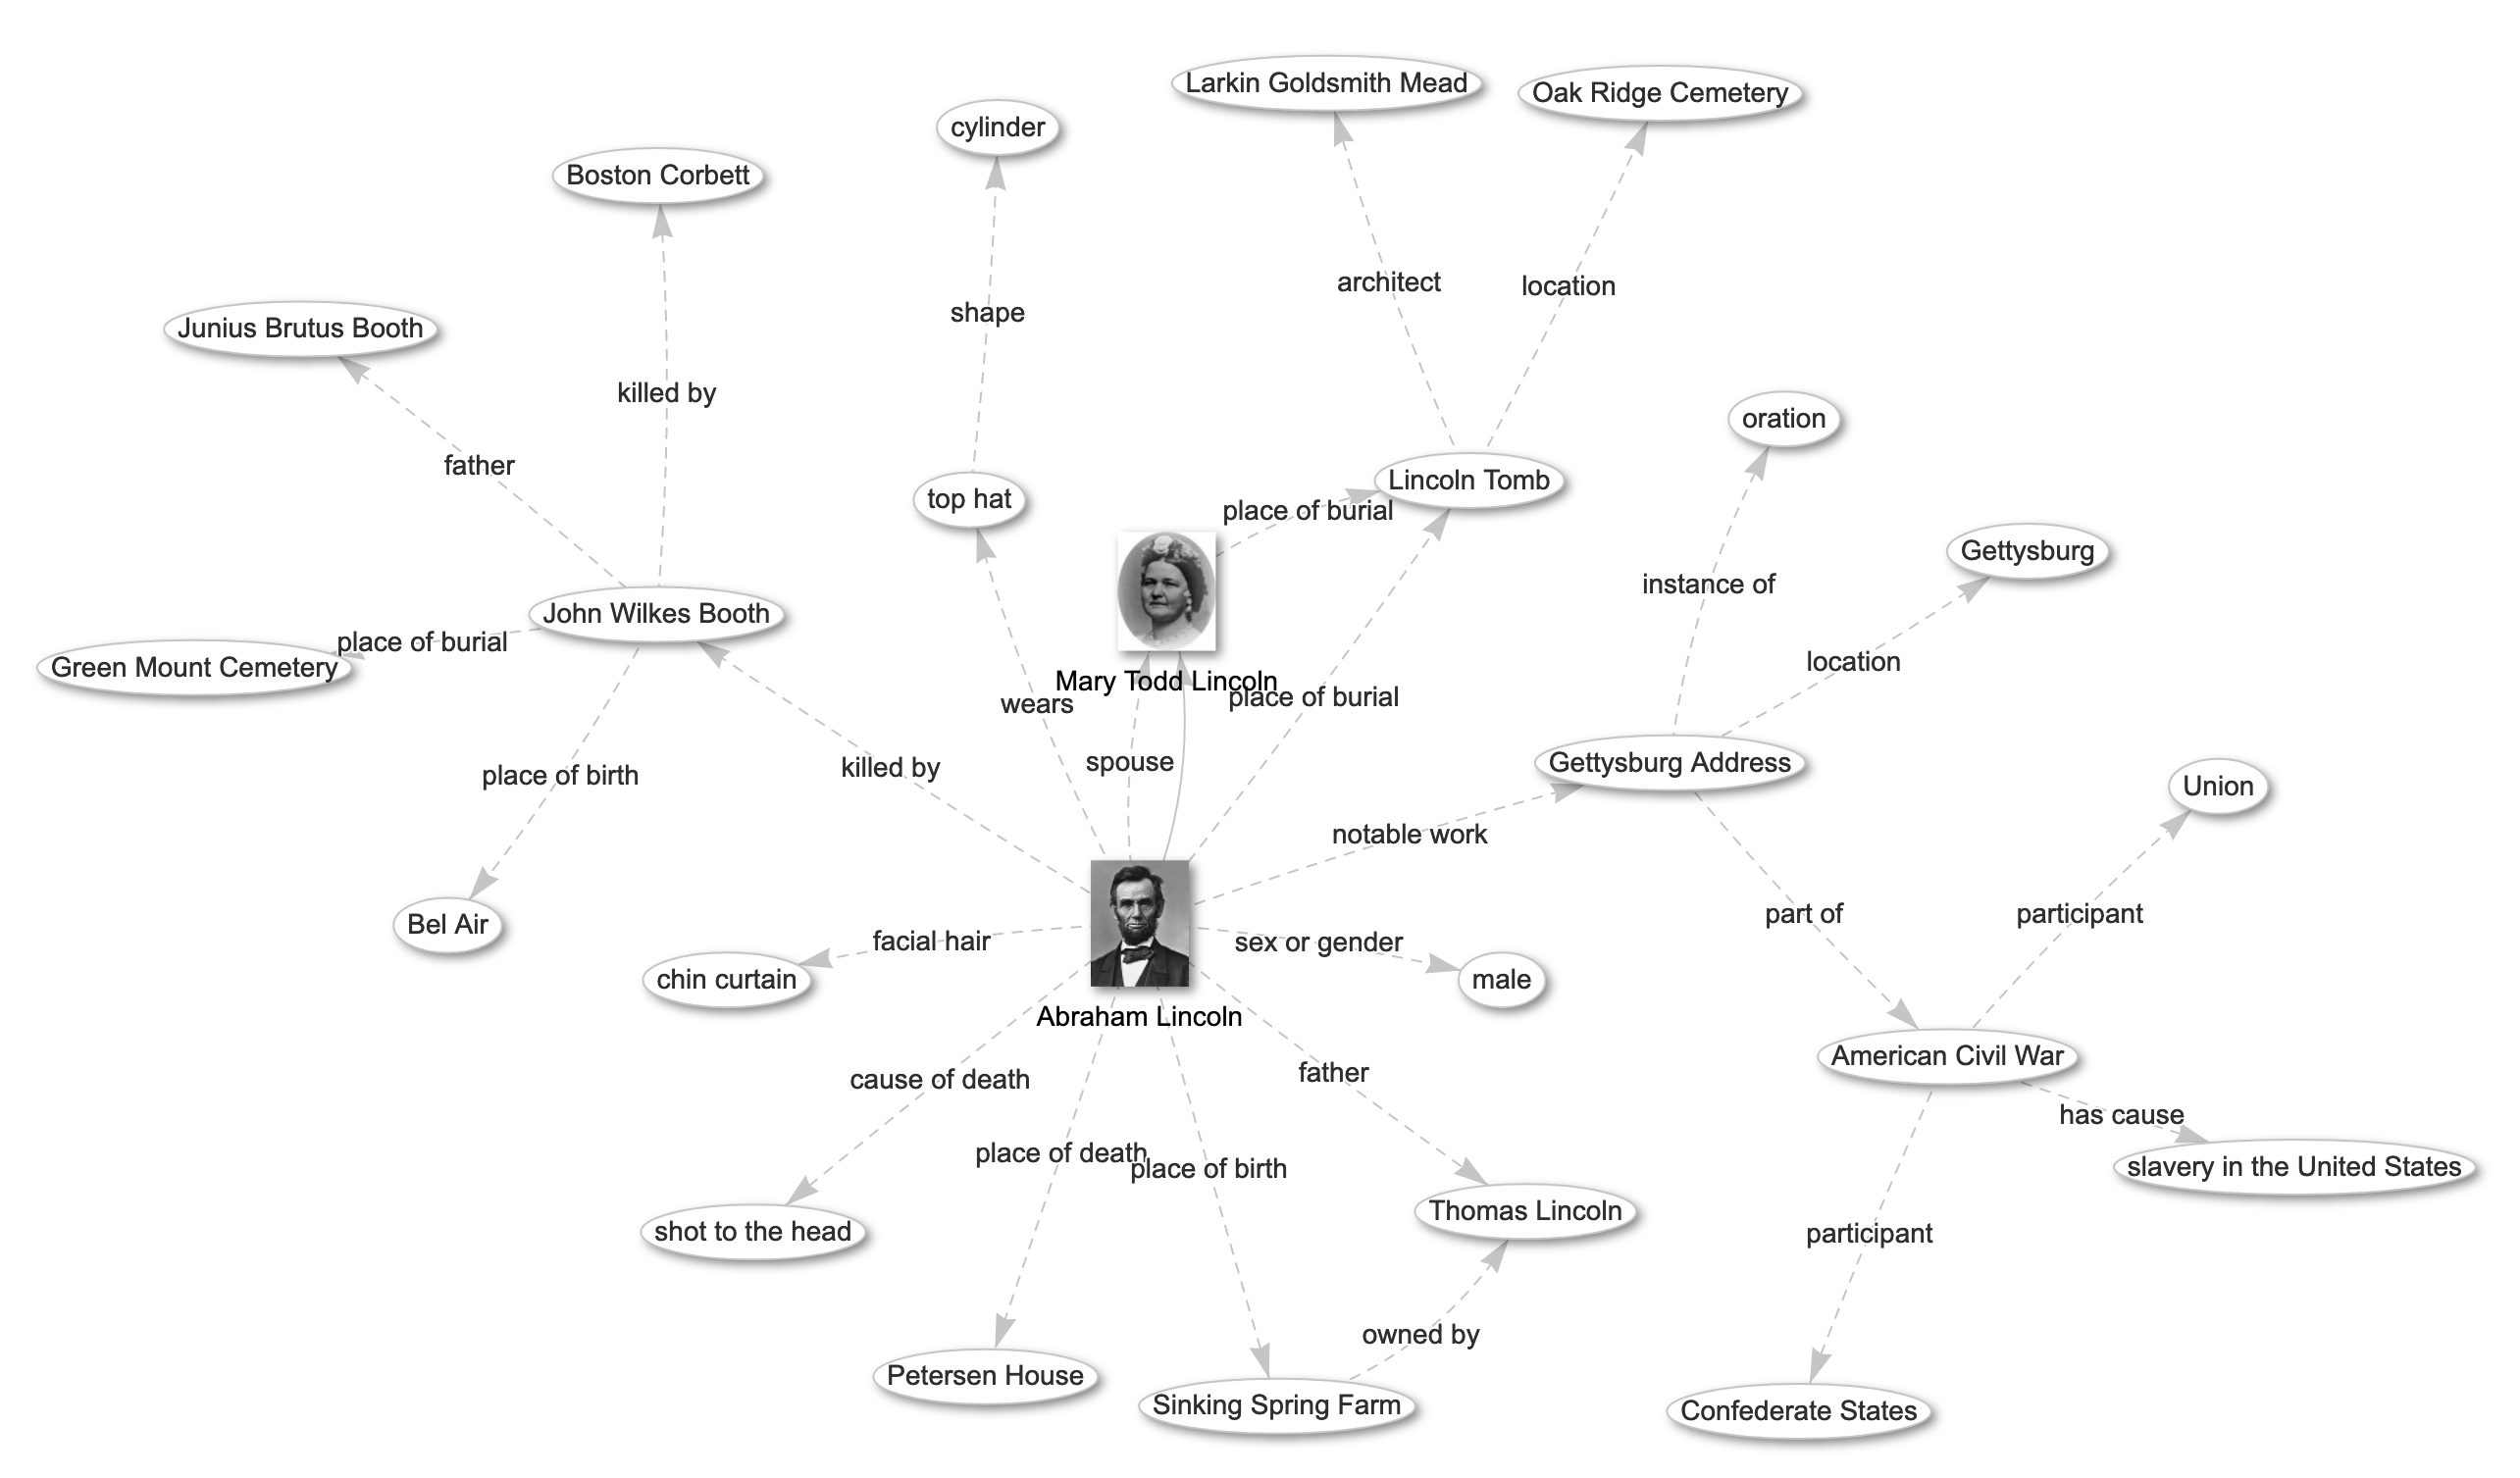 Larkin Goldsmith Mead
Oak Ridge Cemetery
cylinder
Boston Corbett
architect
location
shape
Junius Brutus Booth
killed by
oration
father
Lincoln Tomb
top hat
place of burial
Gettysburg
instance of
John Wilkes Booth
place of burial
Green Mount Cemetery
location
Mary Todd Lincoln
wears
place of burial
spouse
killed by
Gettysburg Address
place of birth
Union
notable work
part of
participant
Bel Air
facial hair
sex or gender
chin curtain
male
Abraham Lincoln
American Civil War
father
cause of death
has cause
place of death
place of birth
slavery in the United States
Thomas Lincoln
shot to the head
participant
owned by
Petersen House
Sinking Spring Farm
Confederate States